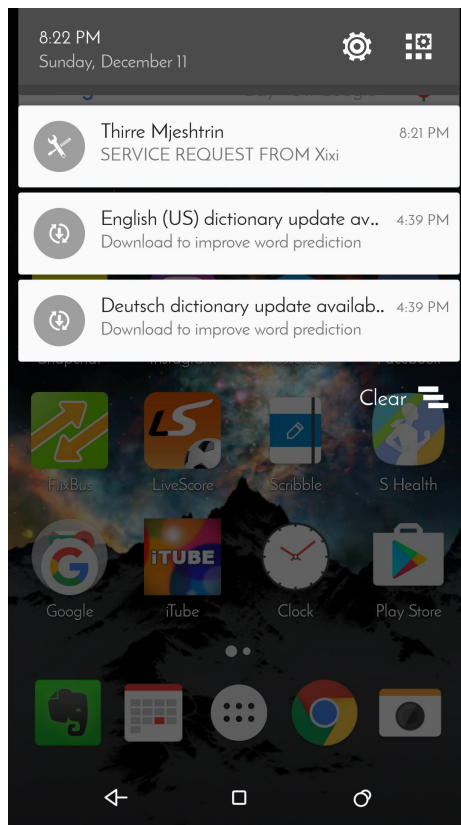 8:22 PM
Sunday, December 11
Thirre Mjeshtrin 8:21 PM
SERVICE REQUEST FROM Xixi
English (US) dictionary update av.. 4:39 PM
Download to improve word prediction
Deutsch dictionary update availab.. 4:39 PM
Download to improve word prediction
Clear
LS
FlixBus LiveScore Scribble S Health
G iTUBE
Google iTube Clock Play Store